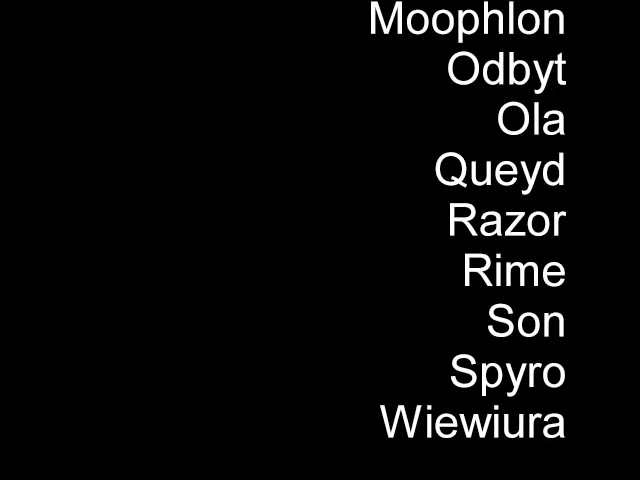 Moophlon
Odbyt
Ola
Queyd
Razor
Rime
Son
Spyro
Wiewiura